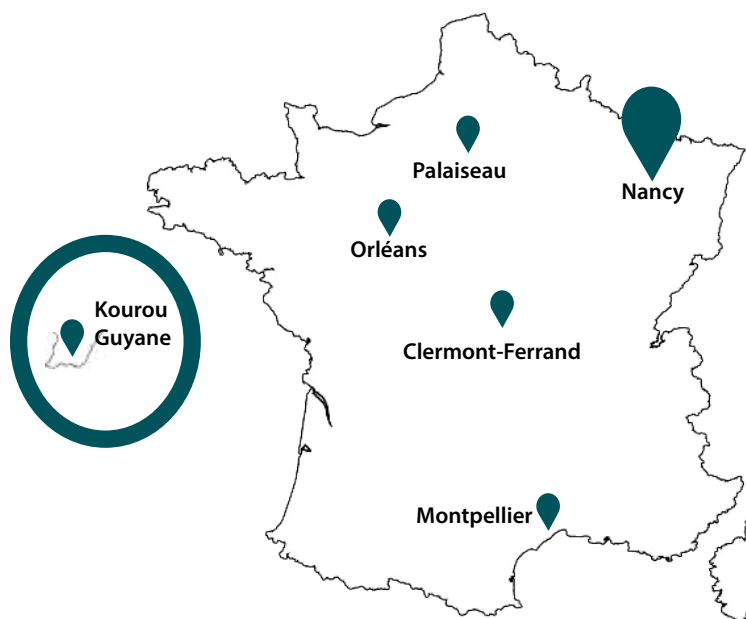 Palaiseau
Nancy
Orléans
Kourou
Guyane
Clermont-Ferrand
Montpellier